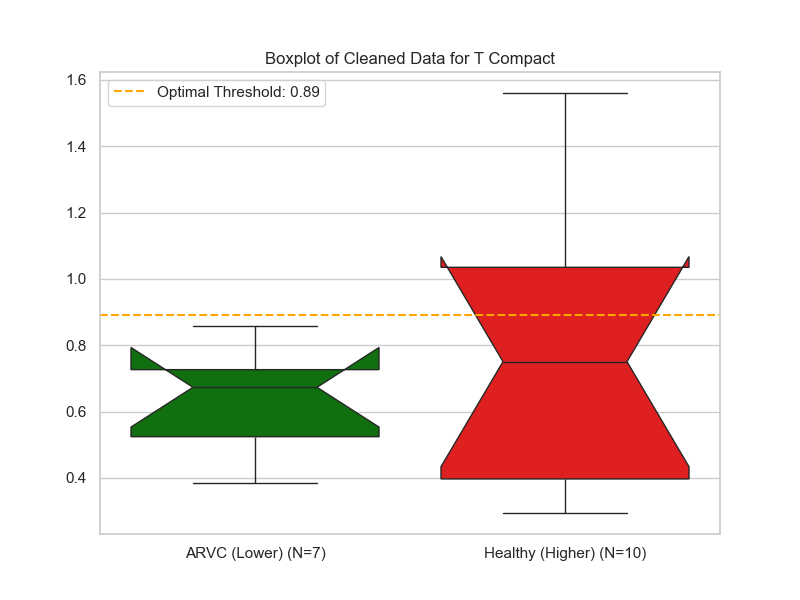 Boxplot of Cleaned Data for T Compact
Optimal Threshold: 0.89
1.6
1.4
1.2
1.0
0.8
0.6
0.4
ARVC (Lower) (N=7)
Healthy (Higher) (N=10)